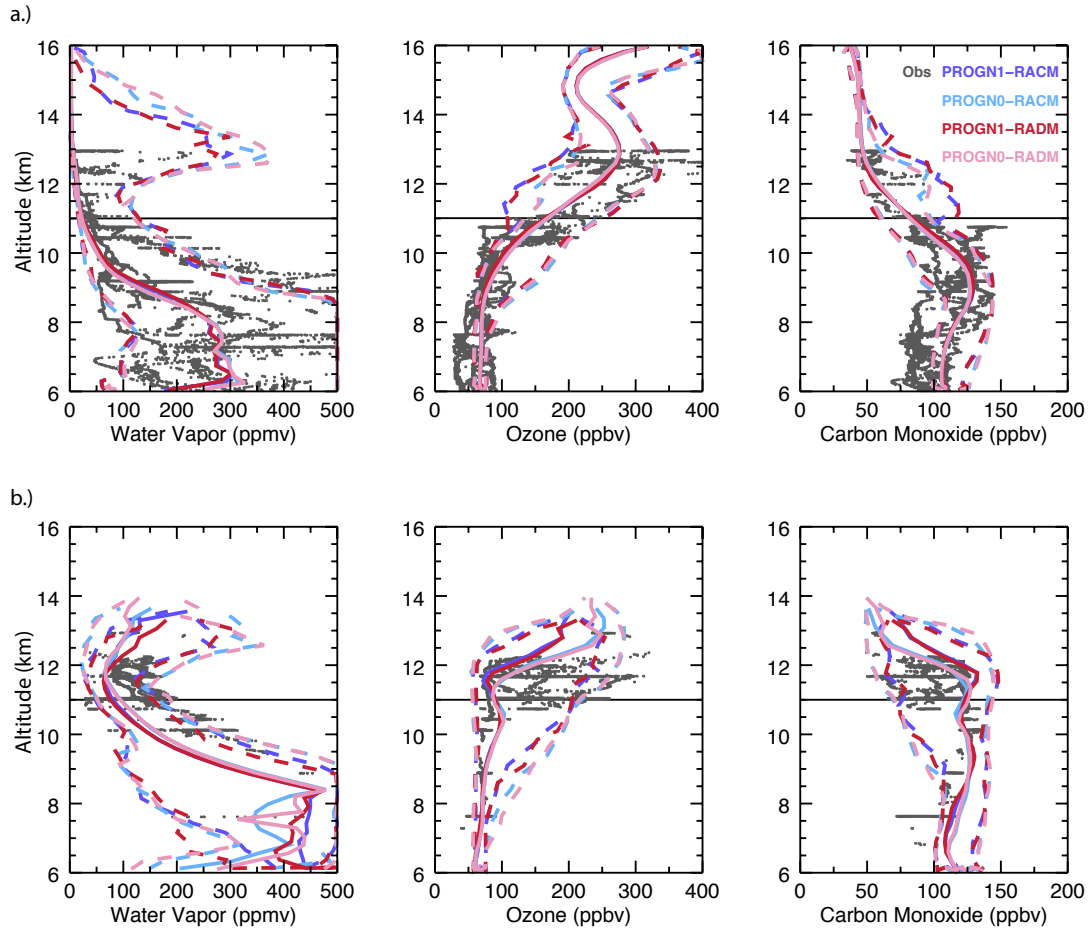 a.)
16
14
12
10
8
6
Altitude (km)
0 100 200 300 400 500
Water Vapor (ppmv)
0 100 200 300 400
Ozone (ppbv)
16
14
12
10
8
6
0 50 100 150 200
Carbon Monoxide (ppbv)
16
14
12
10
8
6
Obs PROGN1-RACM
PROGN0-RACM
PROGN1-RADM
PROGN0-RADM
b.)
16
14
12
10
8
6
Altitude (km)
0 100 200 300 400 500
Water Vapor (ppmv)
16
14
12
10
8
6
0 100 200 300 400
Ozone (ppbv)
16
14
12
10
8
6
0 50 100 150 200
Carbon Monoxide (ppbv)